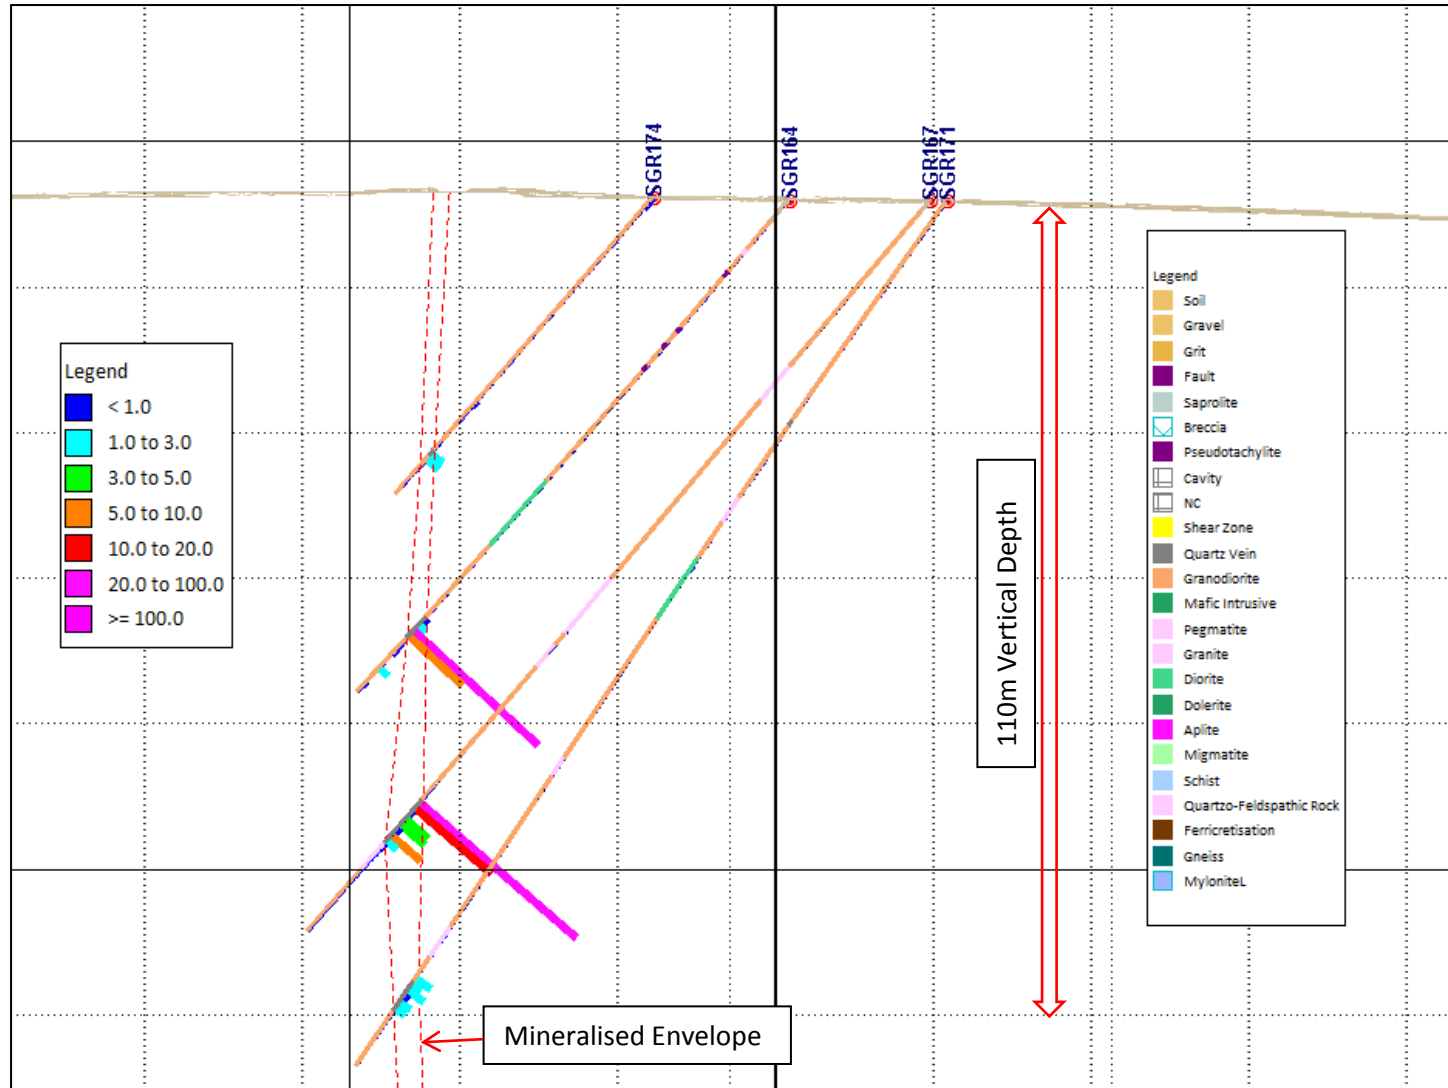 SGR174
SGR164
SGR167
SGR171
Legend
< 1.0
1.0 to 3.0
3.0 to 5.0
5.0 to 10.0
10.0 to 20.0
20.0 to 100.0
>= 100.0
110m Vertical Depth
Legend
Soil
Gravel
Grit
Fault
Saprolite
Breccia
Pseudotachylite
Cavity
NC
Shear Zone
Quartz Vein
Granodiorite
Mafic Intrusive
Pegmatite
Granite
Diorite
Dolerite
Aplite
Migmatite
Schist
Quartzo-Feldspathic Rock
Ferricretisation
Gneiss
MyloniteL
Mineralised Envelope